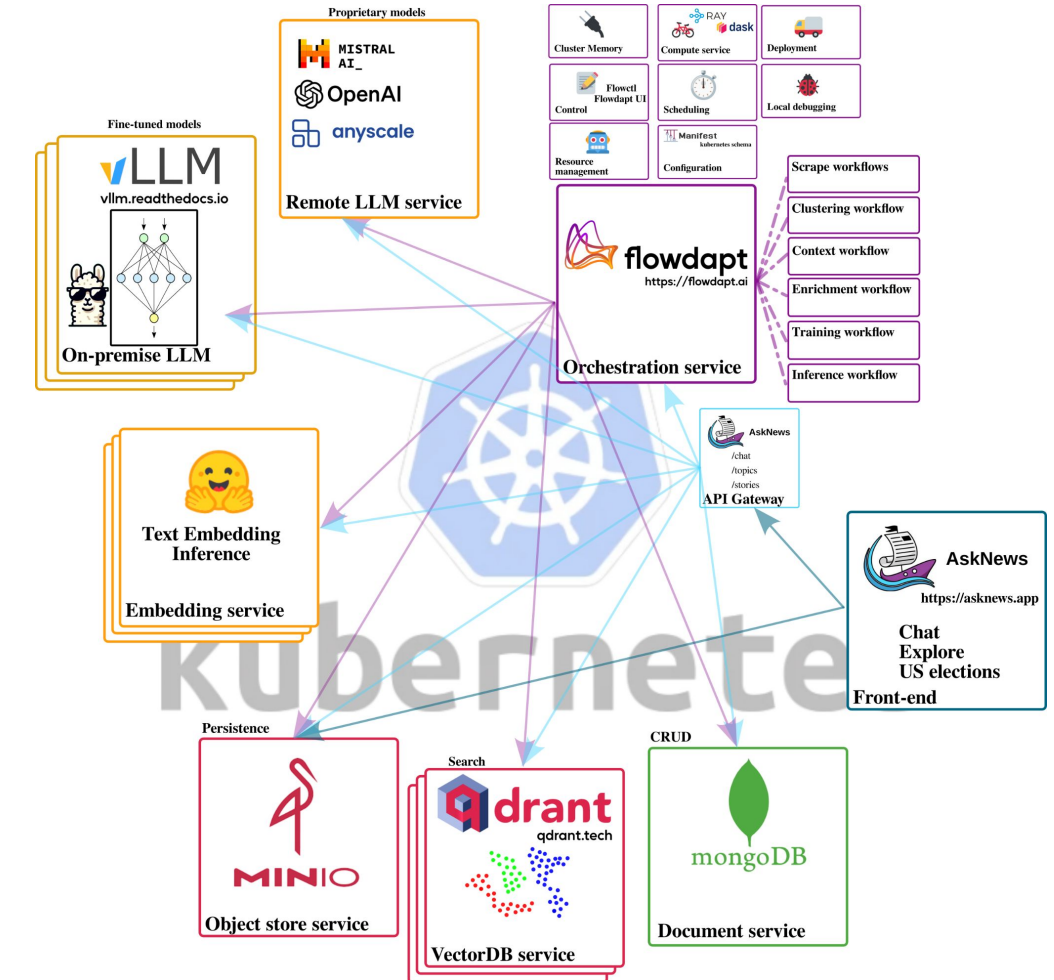 Proprietary models
MISTRAL
AI_
OpenAI
anyscale
Remote LLM service
Fine-tuned models
vLLM
vllm.readthedocs.io
On-premise LLM
Cluster Memory
RAY
dask
Compute service
Deployment
Flowctl
Flowdapt UI
Control
Scheduling
Local debugging
Resource
management
Manifest
kubernetes schema
Configuration
flowdapt
https://flowdapt.ai
Orchestration service
Scrape workflows
Clustering workflow
Context workflow
Enrichment workflow
Training workflow
Inference workflow
AskNews
/chat
/topics
/stories
API Gateway
Text Embedding
Inference
Embedding service
AskNews
https://asknews.app
Chat
Explore
US elections
Front-end
kubernete
Persistence
MINIO
Object store service
Search
qdrant
qdrant.tech
VectorDB service
CRUD
mongoDB
Document service